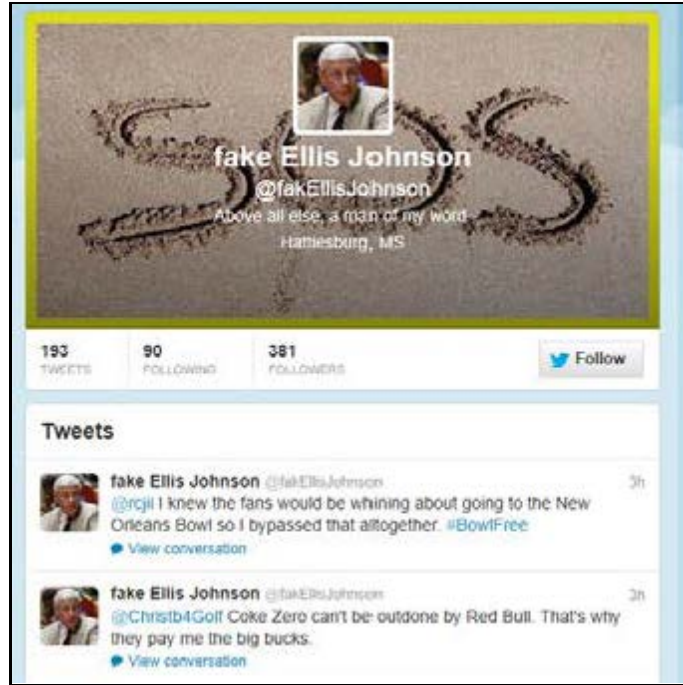 SOS
fake Ellis Johnson
@fakEllisJohnson
Above all else, a man of my word
Hattiesburg, MS
193 90 381
TWEETS FOLLOWING FOLLOWERS
Follow
Tweets
fake Ellis Johnson @fakEllisJohnson 3h
@rcjii I knew the fans would be whining about going to the New
Orleans Bowl so I bypassed that alltogether. #BowlFree
View conversation
fake Ellis Johnson @fakEllisJohnson 3h
@Christb4Golf Coke Zero can't be outdone by Red Bull. That's why
they pay me the big bucks.
View conversation